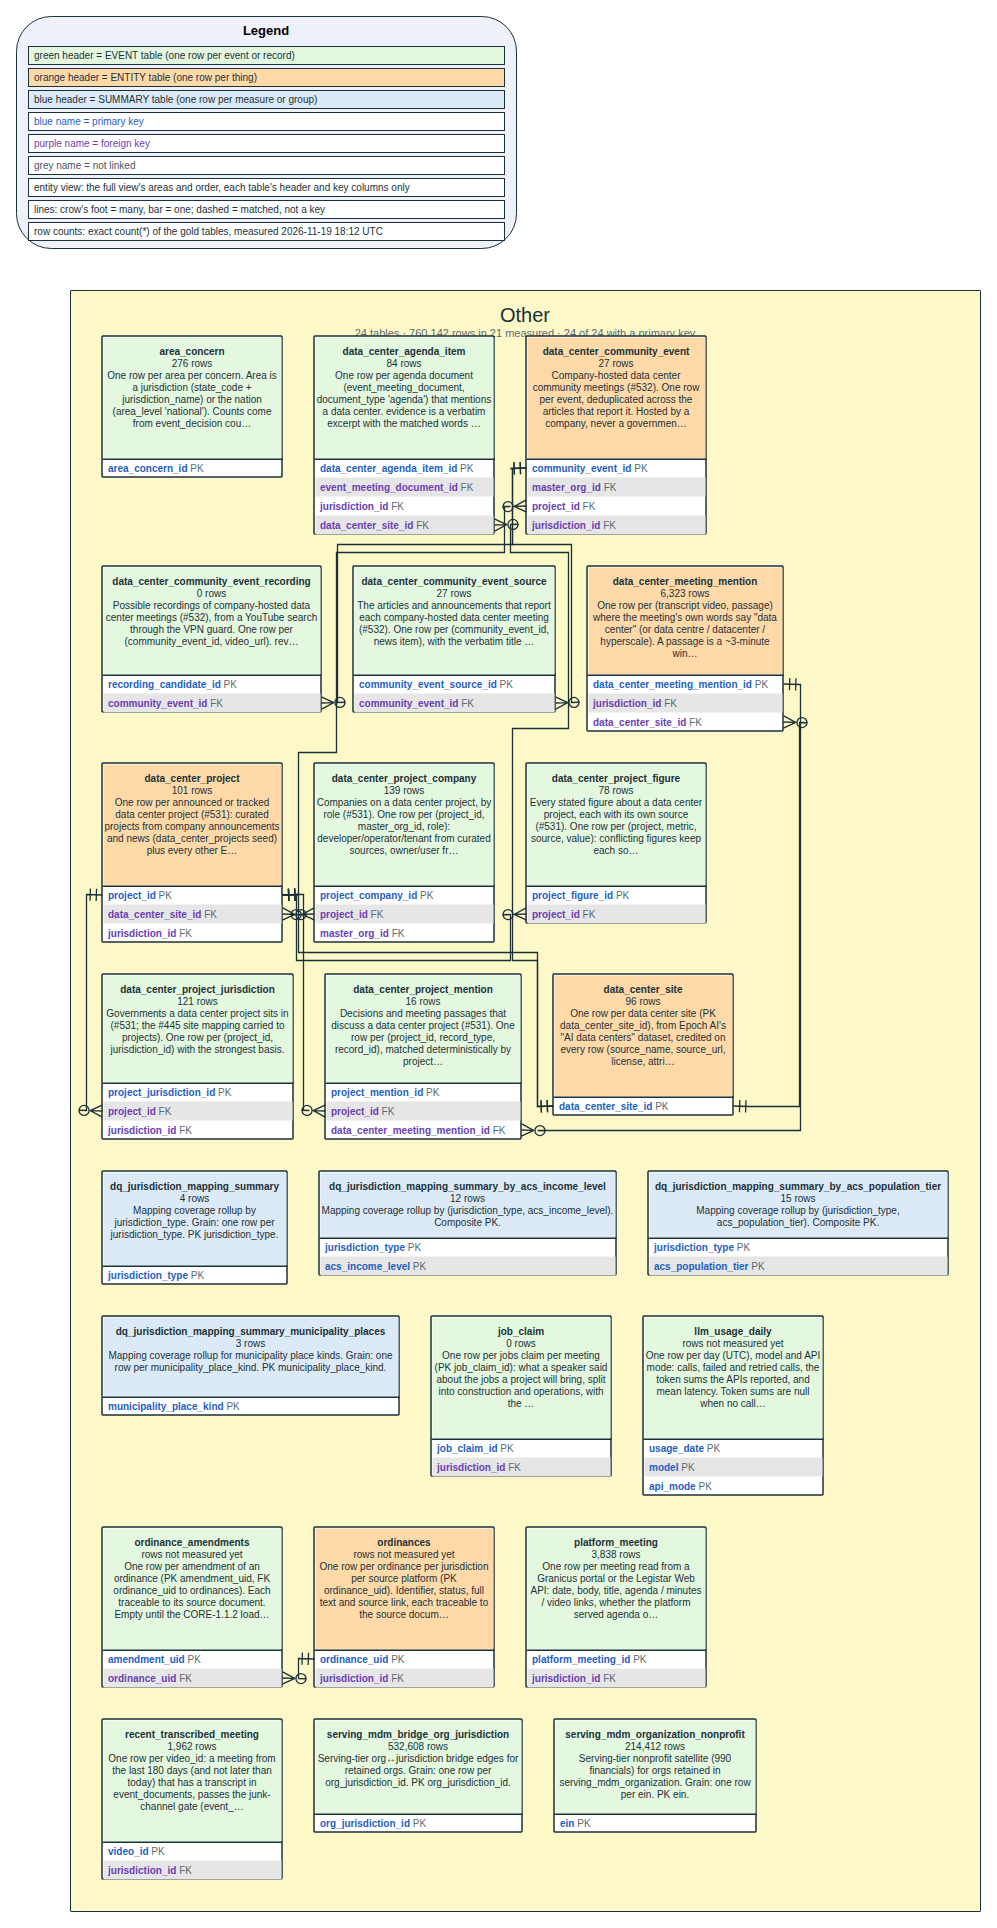 Legend
green header = EVENT table (one row per event or record)
orange header = ENTITY table (one row per thing)
blue header = SUMMARY table (one row per measure or group)
blue name = primary key
purple name = foreign key
grey name = not linked
entity view: the full view's areas and order, each table's header and key columns only
lines: crow's foot = many, bar = one; dashed = matched, not a key
row counts: exact count(*) of the gold tables, measured 2026-11-19 18:12 UTC
Other
24 tables · 760,142 rows in 21 measured · 24 of 24 with a primary key
area_concern
276 rows
One row per area per concern. Area is
a jurisdiction (state_code +
jurisdiction_name) or the nation
(area_level 'national'). Counts come
from event_decision cou…
area_concern_id PK
data_center_agenda_item
84 rows
One row per agenda document
(event_meeting_document,
document_type 'agenda') that mentions
a data center. evidence is a verbatim
excerpt with the matched words …
data_center_agenda_item_id PK
event_meeting_document_id FK
jurisdiction_id FK
data_center_site_id FK
data_center_community_event
27 rows
Company-hosted data center
community meetings (#532). One row
per event, deduplicated across the
articles that report it. Hosted by a
company, never a governmen…
community_event_id PK
master_org_id FK
project_id FK
jurisdiction_id FK
data_center_community_event_recording
0 rows
Possible recordings of company-hosted data
center meetings (#532), from a YouTube search
through the VPN guard. One row per
(community_event_id, video_url). rev…
recording_candidate_id PK
community_event_id FK
data_center_community_event_source
27 rows
The articles and announcements that report
each company-hosted data center meeting
(#532). One row per (community_event_id,
news item), with the verbatim title …
community_event_source_id PK
community_event_id FK
data_center_meeting_mention
6,323 rows
One row per (transcript video, passage)
where the meeting's own words say "data
center" (or data centre / datacenter /
hyperscale). A passage is a ~3-minute
win…
data_center_meeting_mention_id PK
jurisdiction_id FK
data_center_site_id FK
data_center_project
101 rows
One row per announced or tracked
data center project (#531): curated
projects from company announcements
and news (data_center_projects seed)
plus every other E…
project_id PK
data_center_site_id FK
jurisdiction_id FK
data_center_project_company
139 rows
Companies on a data center project, by
role (#531). One row per (project_id,
master_org_id, role):
developer/operator/tenant from curated
sources, owner/user fr…
project_company_id PK
project_id FK
master_org_id FK
data_center_project_figure
78 rows
Every stated figure about a data center
project, each with its own source
(#531). One row per (project, metric,
source, value): conflicting figures keep
each so…
project_figure_id PK
project_id FK
data_center_project_jurisdiction
121 rows
Governments a data center project sits in
(#531; the #445 site mapping carried to
projects). One row per (project_id,
jurisdiction_id) with the strongest basis.
project_jurisdiction_id PK
project_id FK
jurisdiction_id FK
data_center_project_mention
16 rows
Decisions and meeting passages that
discuss a data center project (#531). One
row per (project_id, record_type,
record_id), matched deterministically by
project…
project_mention_id PK
project_id FK
data_center_meeting_mention_id FK
data_center_site
96 rows
One row per data center site (PK
data_center_site_id), from Epoch AI's
"AI data centers" dataset, credited on
every row (source_name, source_url,
license, attri…
data_center_site_id PK
dq_jurisdiction_mapping_summary
4 rows
Mapping coverage rollup by
jurisdiction_type. Grain: one row per
jurisdiction_type. PK jurisdiction_type.
jurisdiction_type PK
dq_jurisdiction_mapping_summary_by_acs_income_level
12 rows
Mapping coverage rollup by (jurisdiction_type, acs_income_level).
Composite PK.
jurisdiction_type PK
acs_income_level PK
dq_jurisdiction_mapping_summary_by_acs_population_tier
15 rows
Mapping coverage rollup by (jurisdiction_type,
acs_population_tier). Composite PK.
jurisdiction_type PK
acs_population_tier PK
dq_jurisdiction_mapping_summary_municipality_places
3 rows
Mapping coverage rollup for municipality place kinds. Grain: one
row per municipality_place_kind. PK municipality_place_kind.
municipality_place_kind PK
job_claim
0 rows
One row per jobs claim per meeting
(PK job_claim_id): what a speaker said
about the jobs a project will bring, split
into construction and operations, with
the …
job_claim_id PK
jurisdiction_id FK
llm_usage_daily
rows not measured yet
One row per day (UTC), model and API
mode: calls, failed and retried calls, the
token sums the APIs reported, and
mean latency. Token sums are null
when no call…
usage_date PK
model PK
api_mode PK
ordinance_amendments
rows not measured yet
One row per amendment of an
ordinance (PK amendment_uid, FK
ordinance_uid to ordinances). Each
traceable to its source document.
Empty until the CORE-1.1.2 load…
amendment_uid PK
ordinance_uid FK
ordinances
rows not measured yet
One row per ordinance per jurisdiction
per source platform (PK
ordinance_uid). Identifier, status, full
text and source link, each traceable to
the source docum…
ordinance_uid PK
jurisdiction_id FK
platform_meeting
3,838 rows
One row per meeting read from a
Granicus portal or the Legistar Web
API: date, body, title, agenda / minutes
/ video links, whether the platform
served agenda o…
platform_meeting_id PK
jurisdiction_id FK
recent_transcribed_meeting
1,962 rows
One row per video_id: a meeting from
the last 180 days (and not later than
today) that has a transcript in
event_documents, passes the junk-
channel gate (event_…
video_id PK
jurisdiction_id FK
serving_mdm_bridge_org_jurisdiction
532,608 rows
Serving-tier org↔jurisdiction bridge edges for
retained orgs. Grain: one row per
org_jurisdiction_id. PK org_jurisdiction_id.
org_jurisdiction_id PK
serving_mdm_organization_nonprofit
214,412 rows
Serving-tier nonprofit satellite (990
financials) for orgs retained in
serving_mdm_organization. Grain: one row
per ein. PK ein.
ein PK